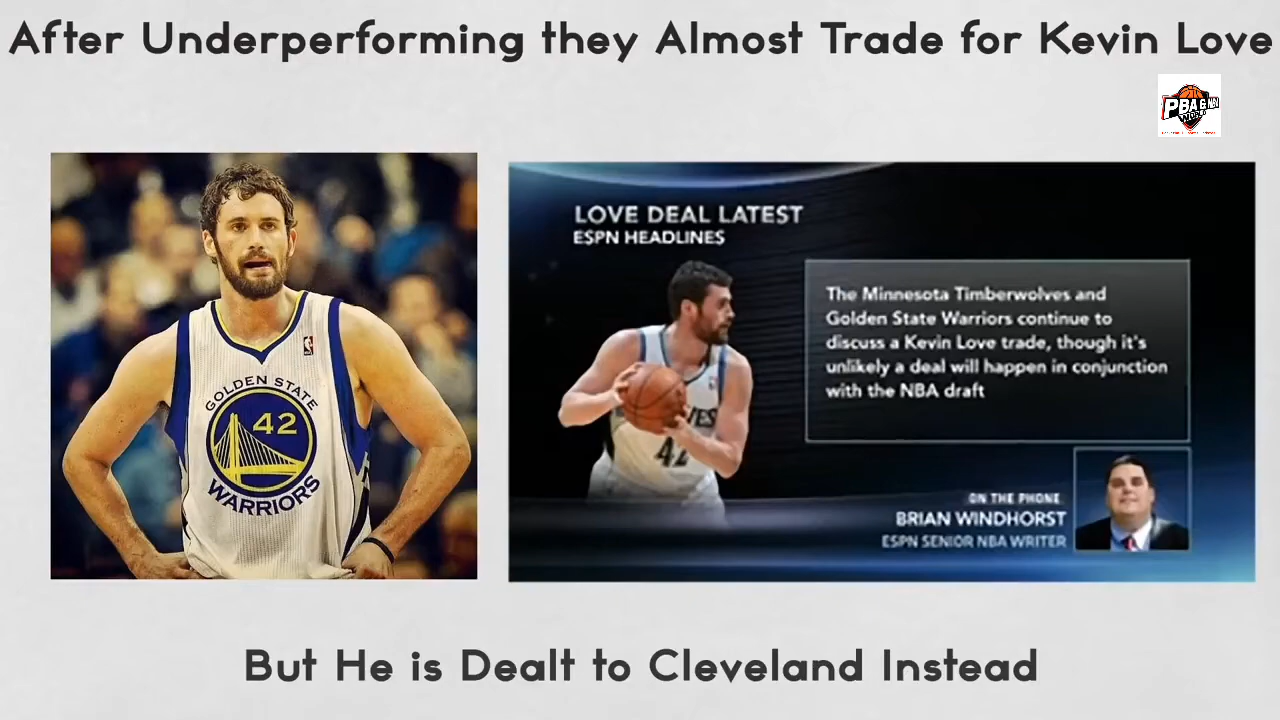 After Underperforming they Almost Trade for Kevin Love
PBA &
LOVE DEAL LATEST
ESPN HEADLINES
The Minnesota Timberwolves and
Golden State Warriors continue to
discuss a Kevin Love trade, though it's
unlikely a deal will happen in conjunction
with the NBA draft
GOLDEN STATE
42
WARRIORS
VES
42
ON THE PHONE
BRIAN WINDHORST
ESPN SENIOR NBA WRITER
But He is Dealt to Cleveland Instead